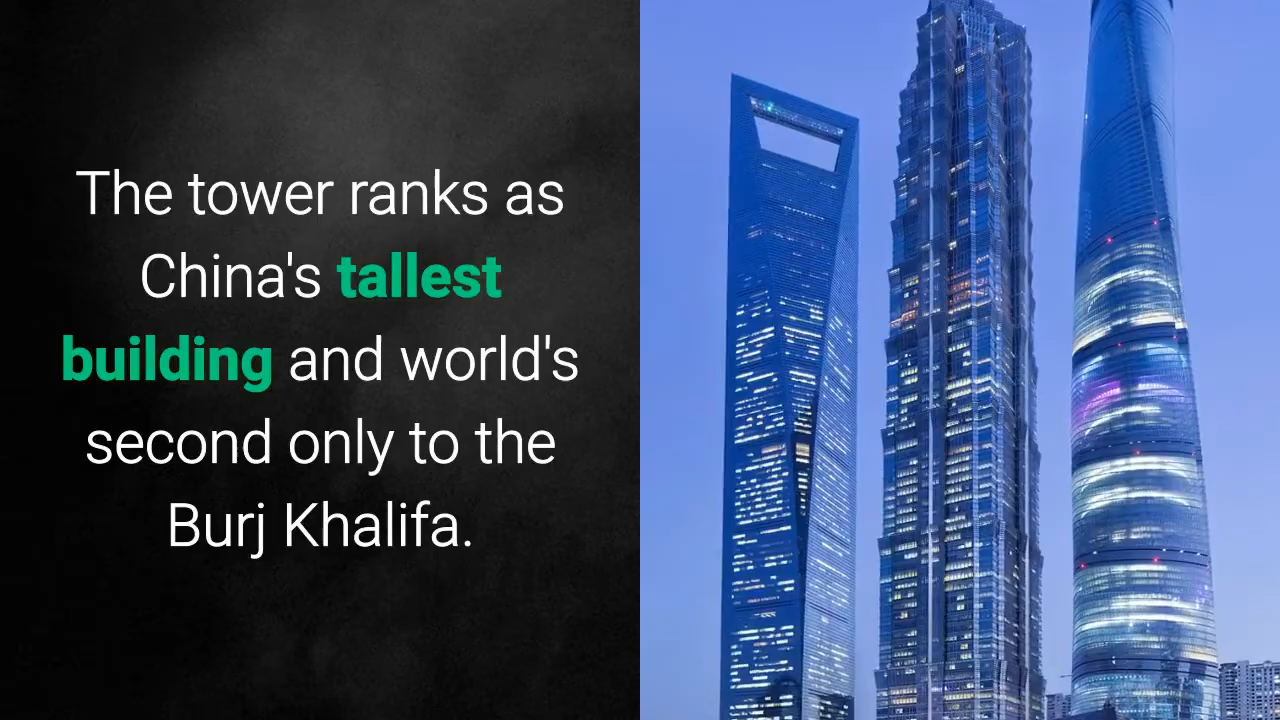 The tower ranks as
China's tallest
building and world's
second only to the
Burj Khalifa.